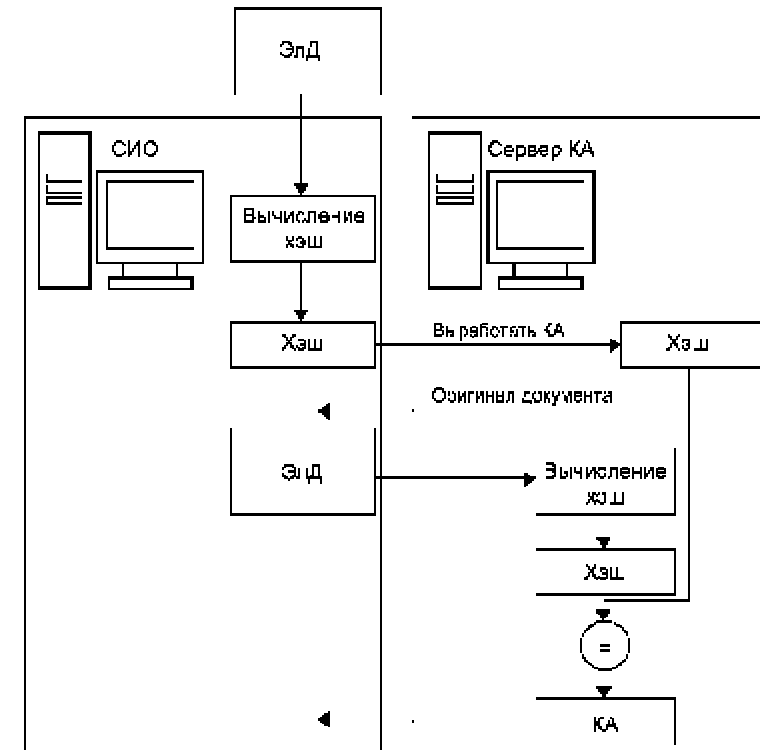 ЭлД
СИО
Сервер КА
Вычисление
хэш
Хэш
Выработать КА
Хэш
Оригинал документа
ЭлД
Вычисление
хэш
Хэш
=
КА